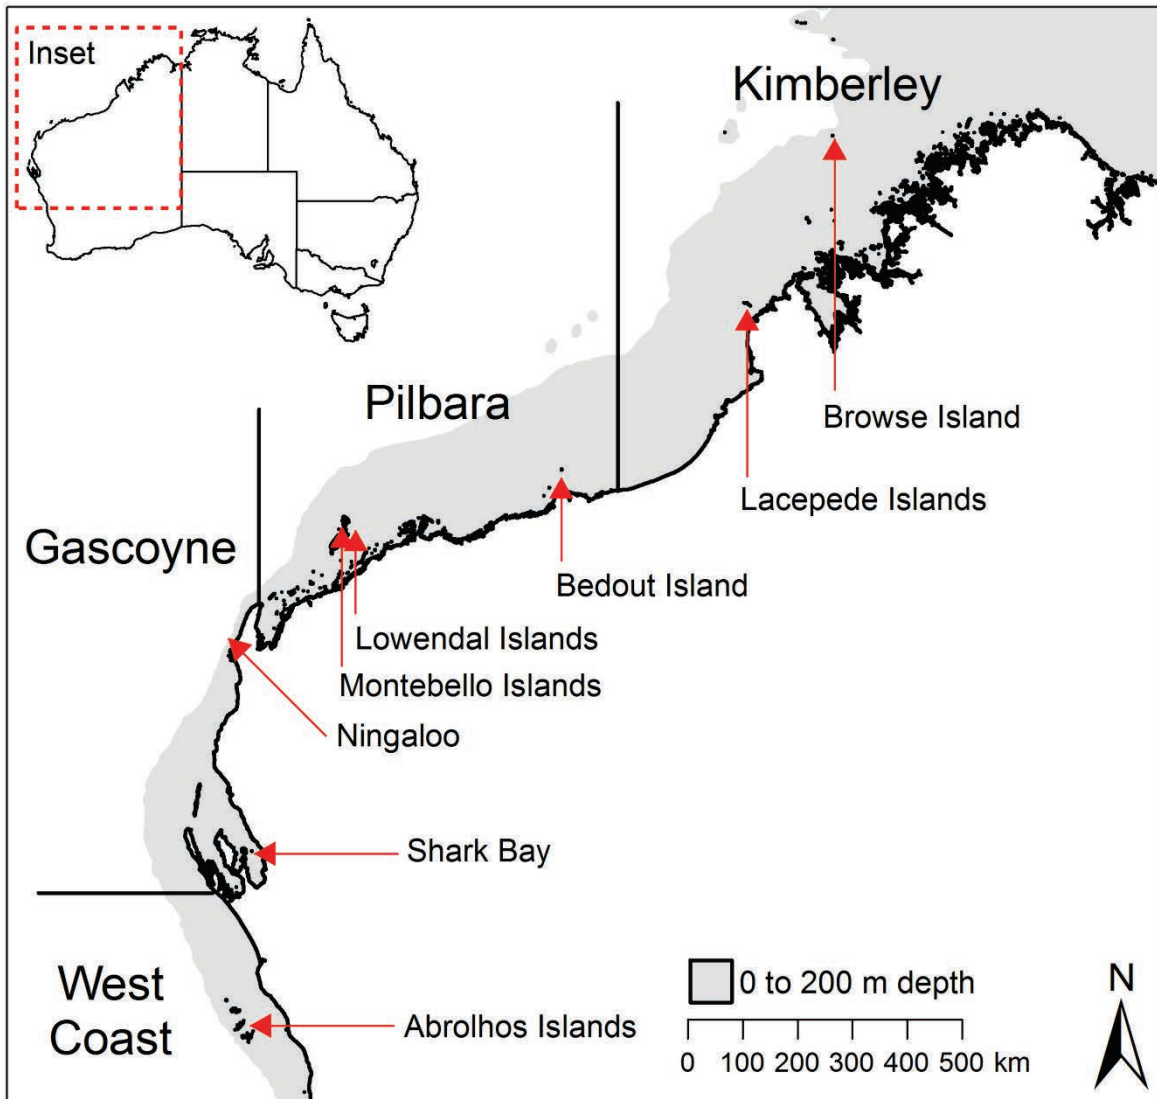 Inset
Kimberley
Pilbara
Browse Island
Lacepede Islands
Gascoyne
Bedout Island
Lowendal Islands
Montebello Islands
Ningaloo
Shark Bay
West
Coast
Abrolhos Islands
0 to 200 m depth
N
0 100 200 300 400 500 km